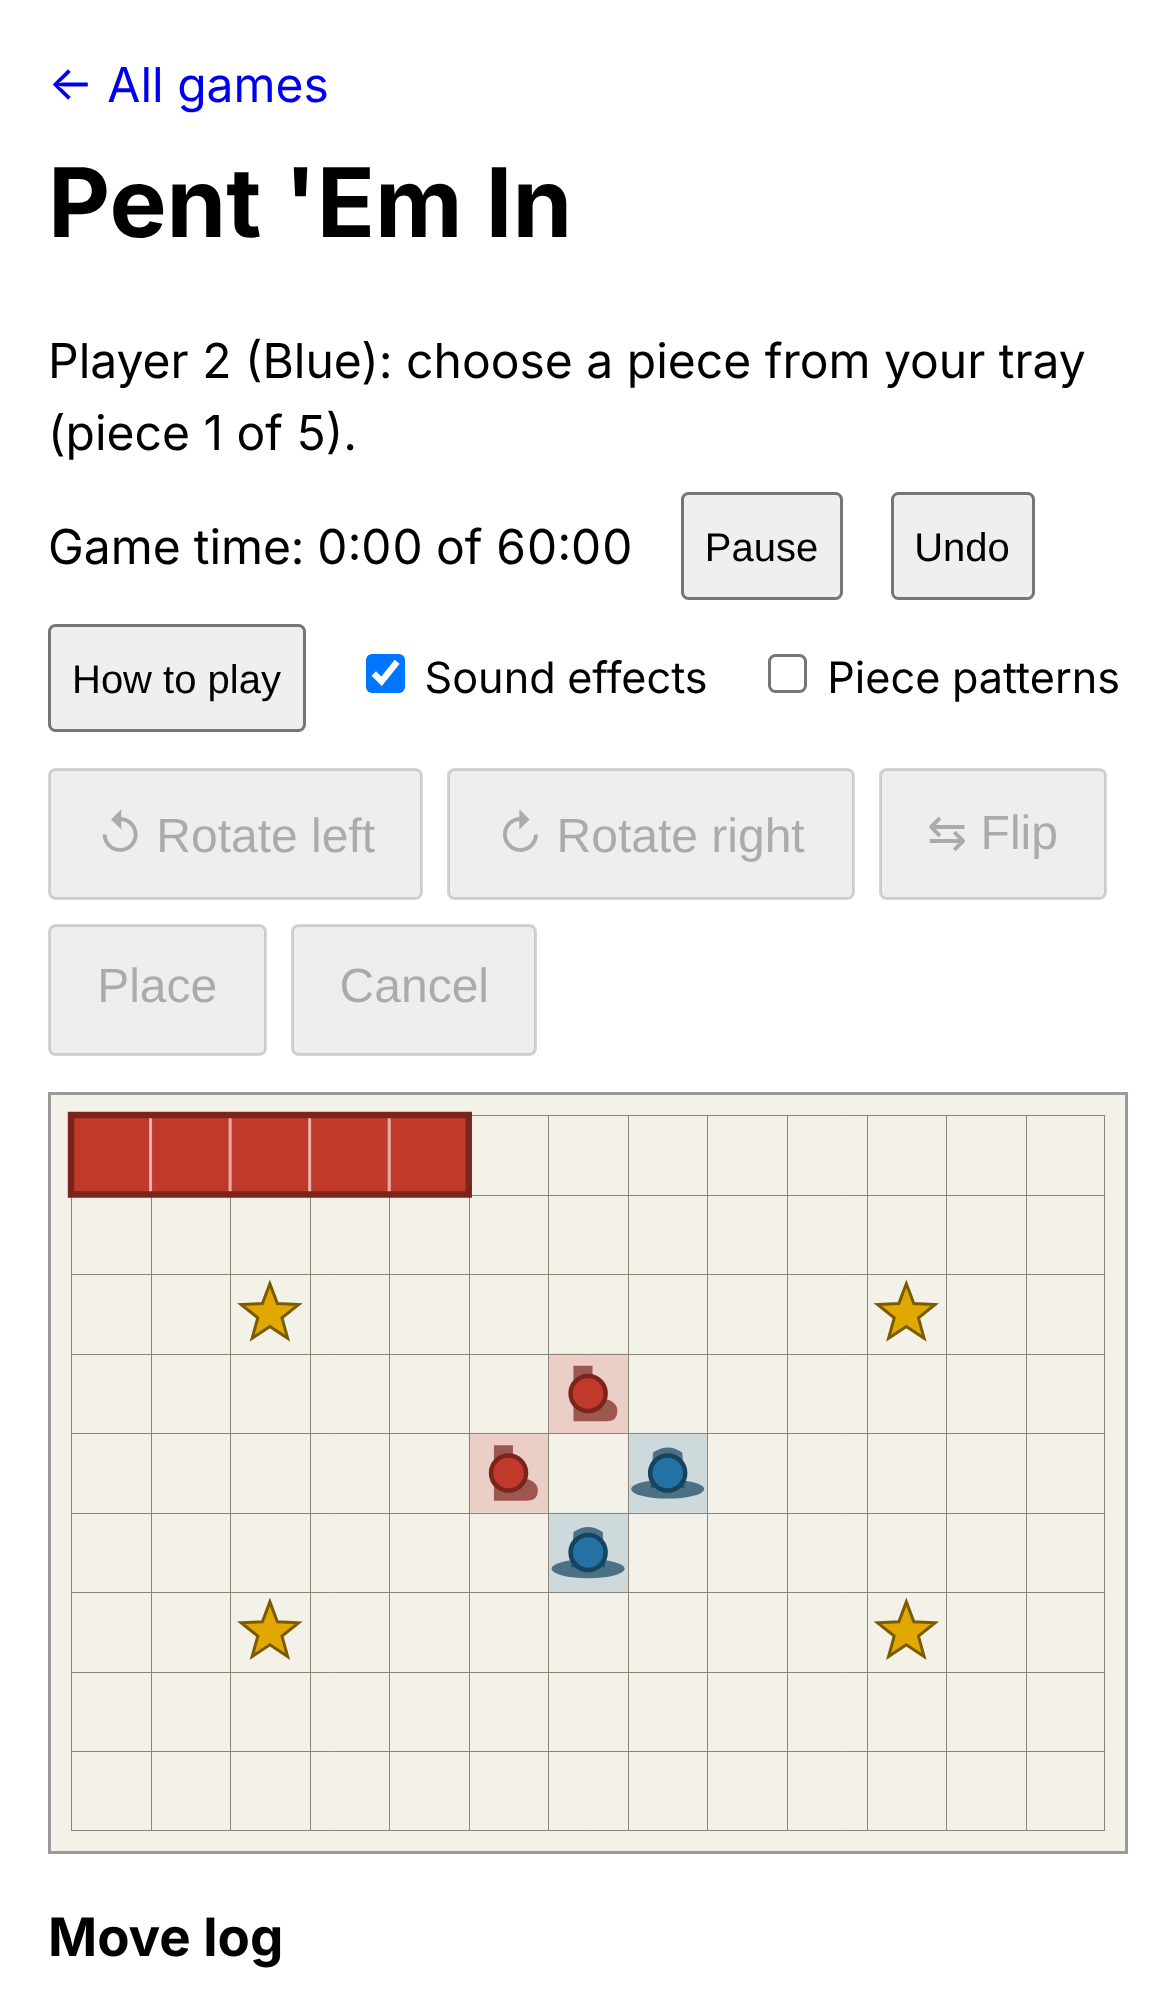 ← All games
Pent 'Em In
Player 2 (Blue): choose a piece from your tray
(piece 1 of 5).
Game time: 0:00 of 60:00 Pause Undo
How to play Sound effects Piece patterns
↺ Rotate left ↻ Rotate right ⇆ Flip
Place Cancel
Move log